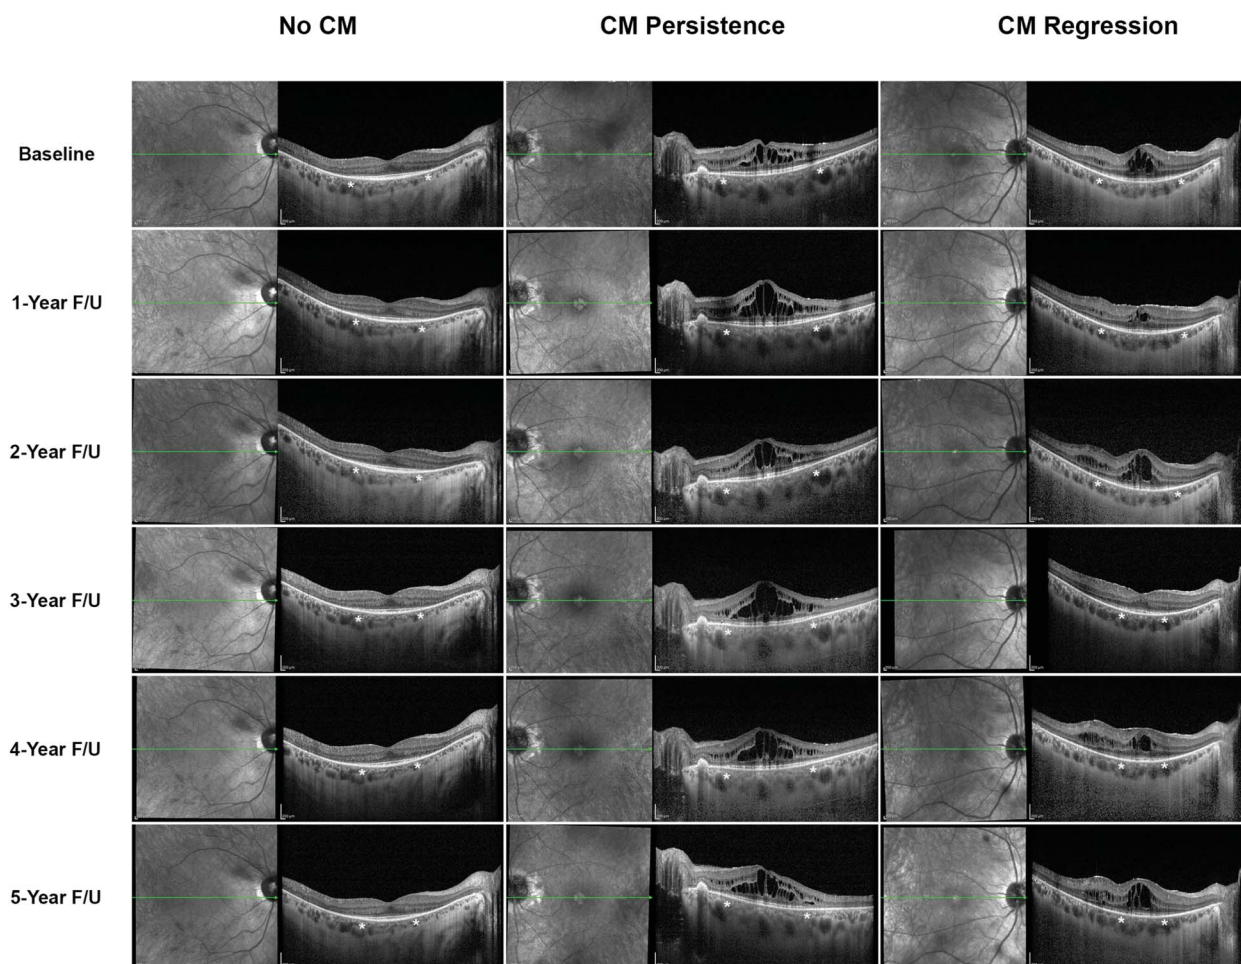 No CM CM Persistence CM Regression
Baseline
1-Year F/U
2-Year F/U
3-Year F/U
4-Year F/U
5-Year F/U